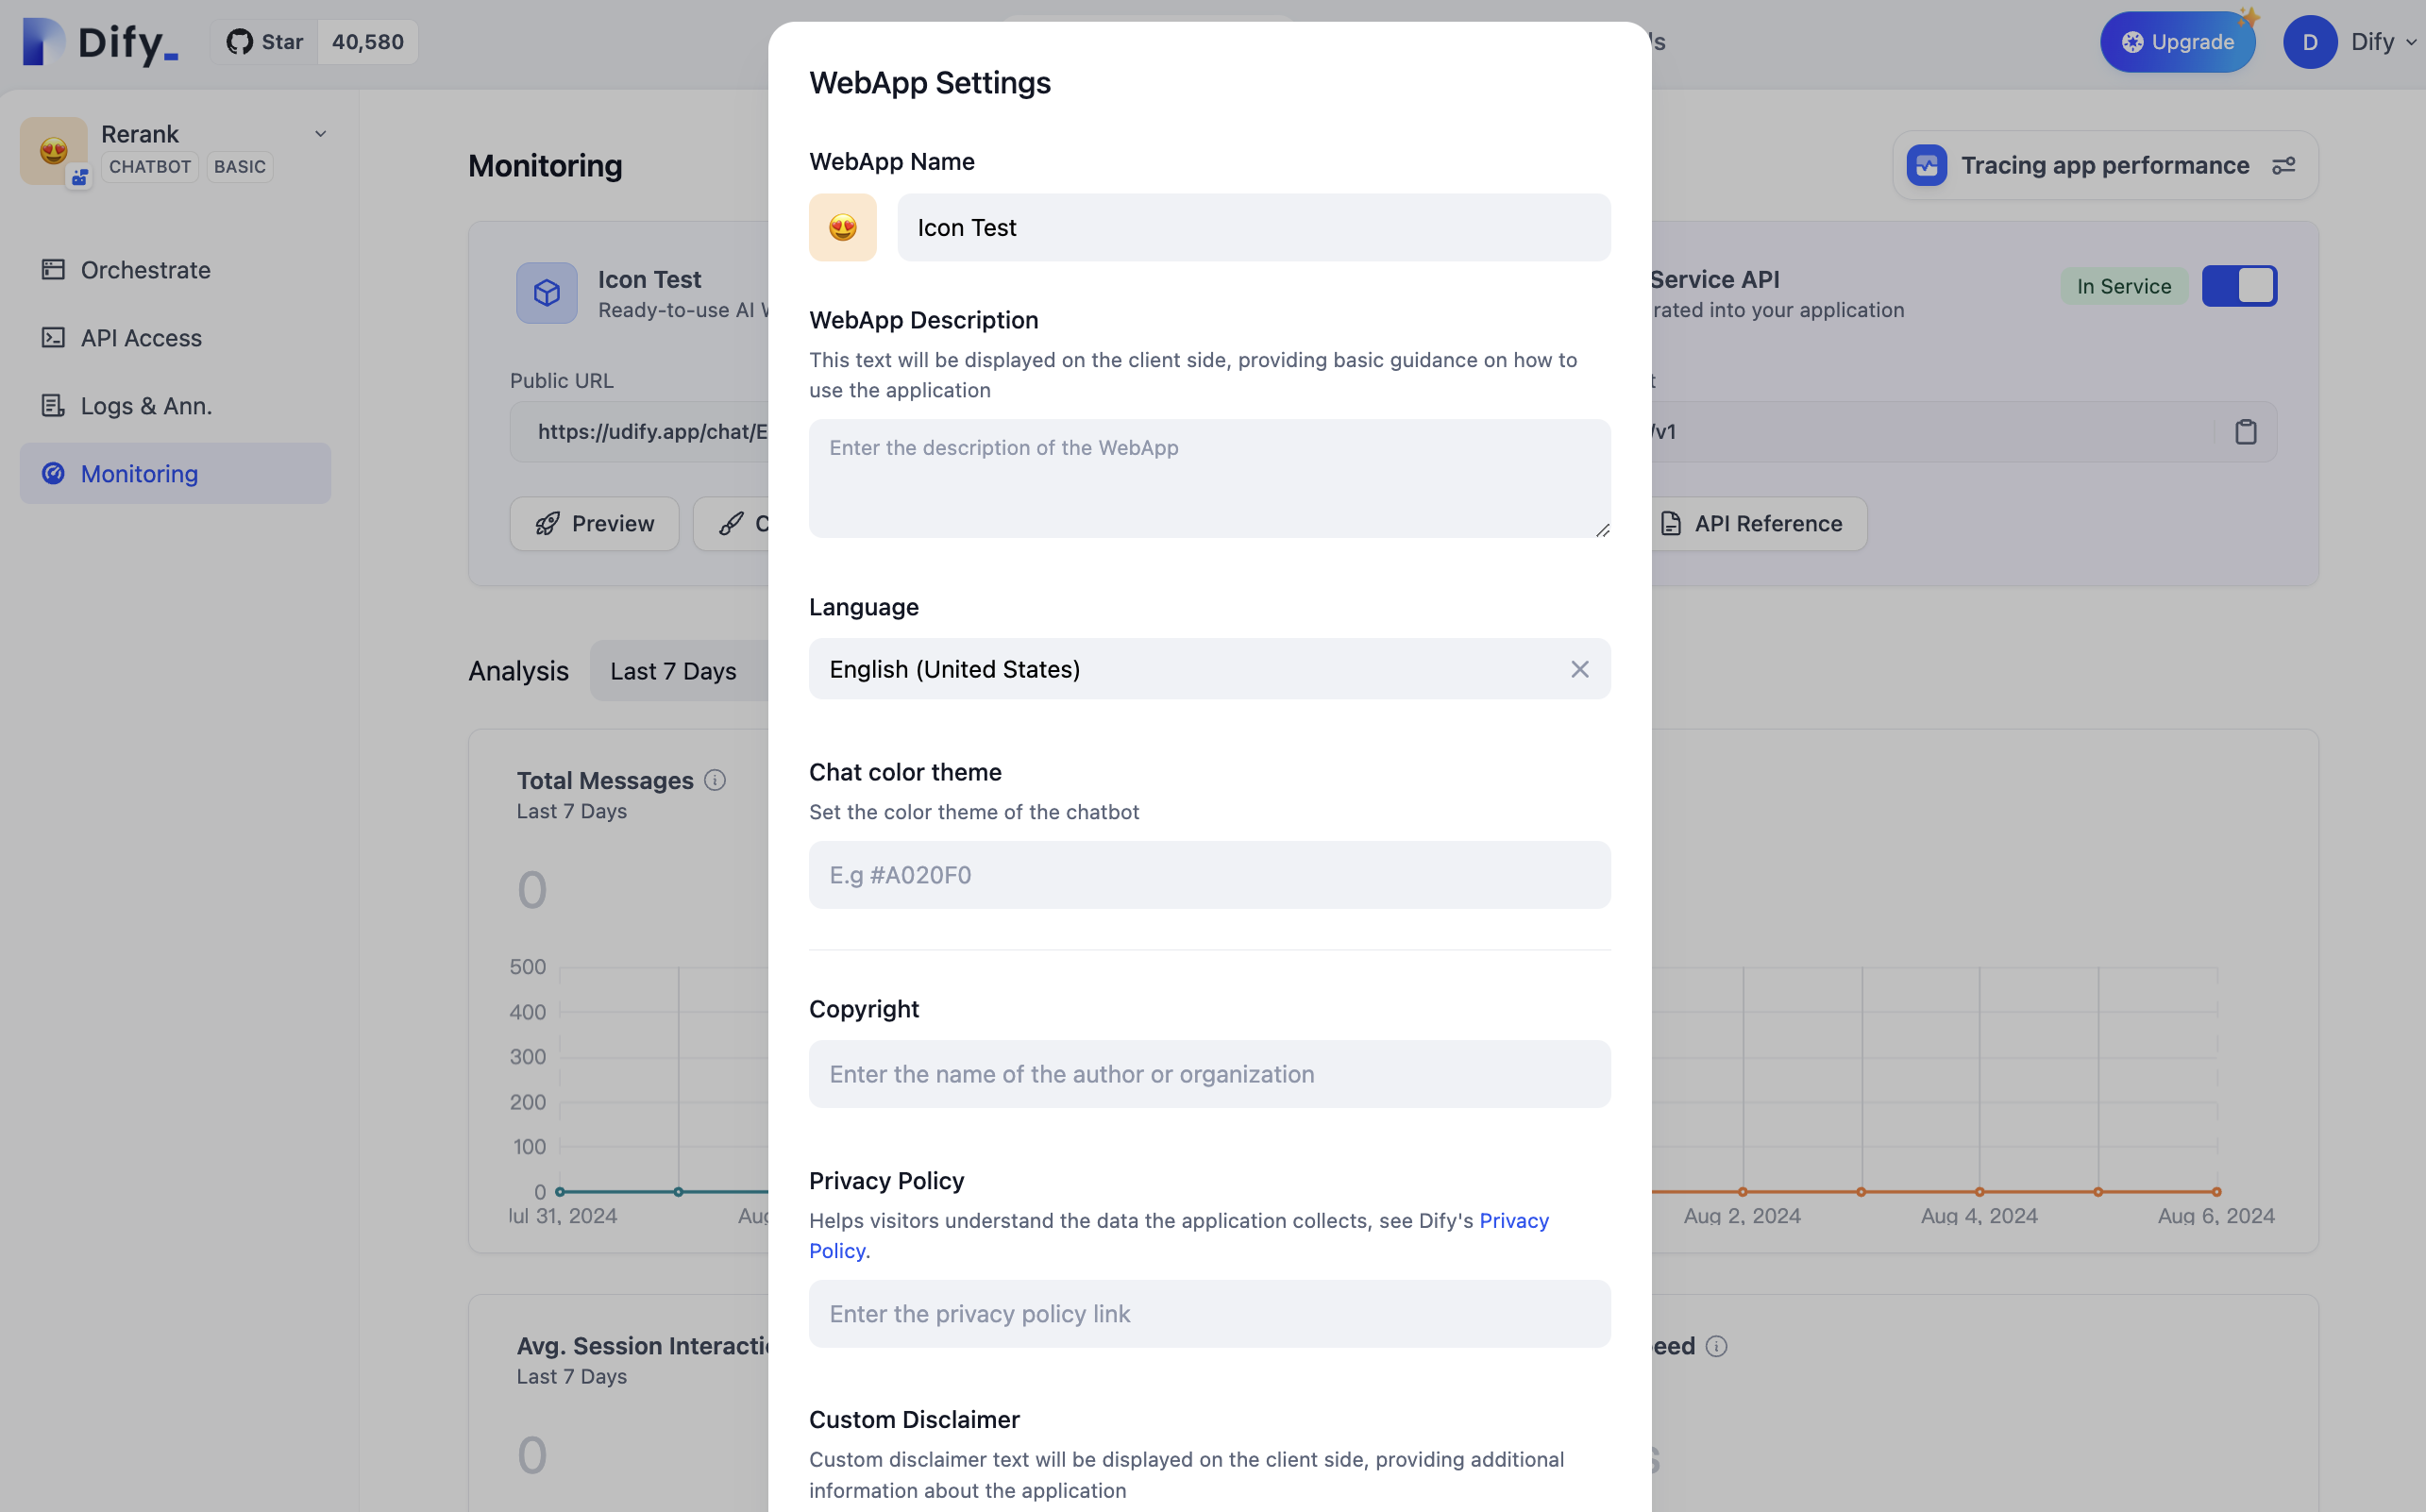 Dify_
Star 40,580
Upgrade
D Dify
Rerank
CHATBOT BASIC
Orchestrate
API Access
Logs & Ann.
Monitoring
Monitoring
Tracing app performance
Icon Test
Ready-to-use AI
Public URL
https://udify.app/chat/E
Preview
Service API
In Service
rated into your application
/v1
API Reference
Analysis Last 7 Days
Total Messages
Last 7 Days
0
500
400
300
200
100
0
Jul 31, 2024
Aug 2, 2024 Aug 4, 2024 Aug 6, 2024
Avg. Session
Last 7 Days
0
WebApp Settings
WebApp Name
Icon Test
WebApp Description
This text will be displayed on the client side, providing basic guidance on how to
use the application
Enter the description of the WebApp
Language
English (United States)
Chat color theme
Set the color theme of the chatbot
E.g #A020F0
Copyright
Enter the name of the author or organization
Privacy Policy
Helps visitors understand the data the application collects, see Dify's Privacy
Policy.
Enter the privacy policy link
Custom Disclaimer
Custom disclaimer text will be displayed on the client side, providing additional
information about the application